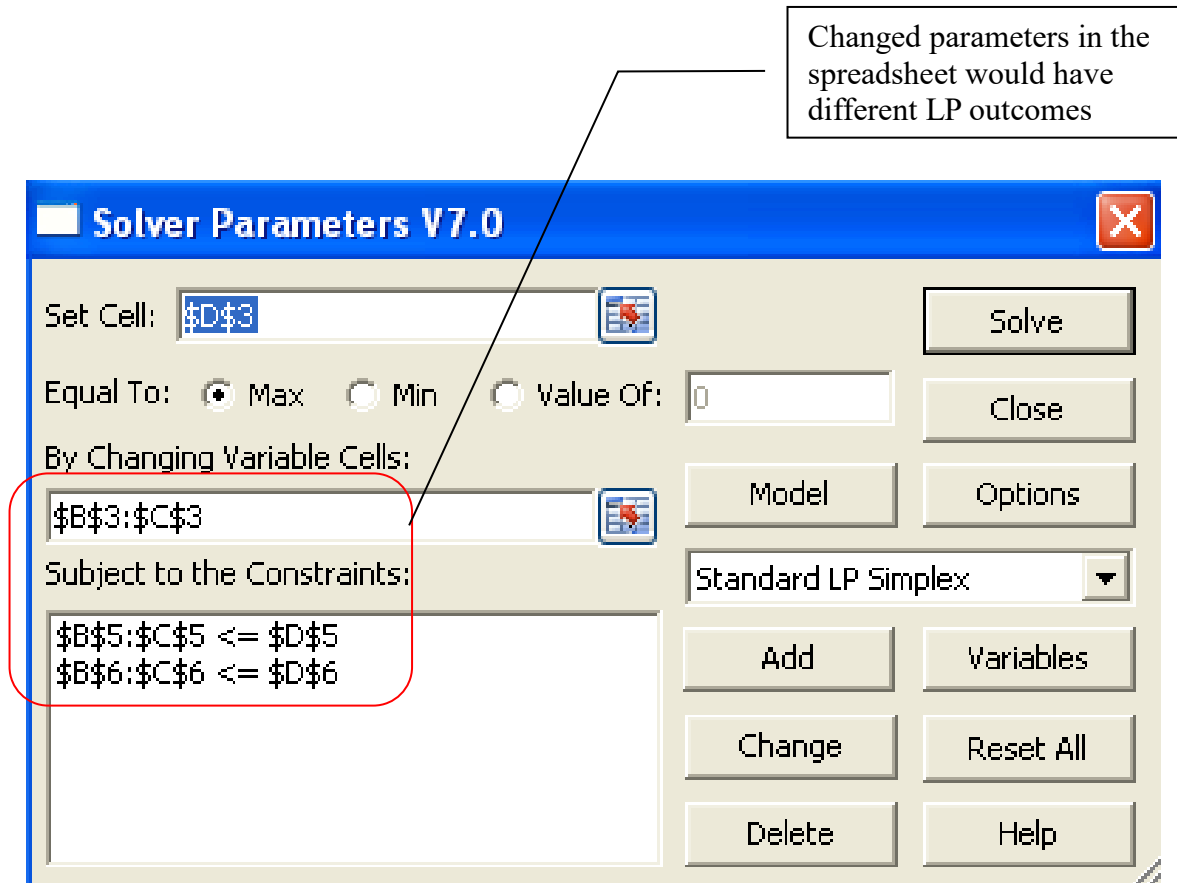 Changed parameters in the
spreadsheet would have
different LP outcomes
Solver Parameters V7.0
Set Cell: $D$3
Solve
Equal To: Max Min Value Of: 0
Close
By Changing Variable Cells:
$B$3:$C$3
Model Options
Subject to the Constraints:
Standard LP Simplex
$B$5:$C$5 <= $D$5
$B$6:$C$6 <= $D$6
Add Variables
Change Reset All
Delete Help